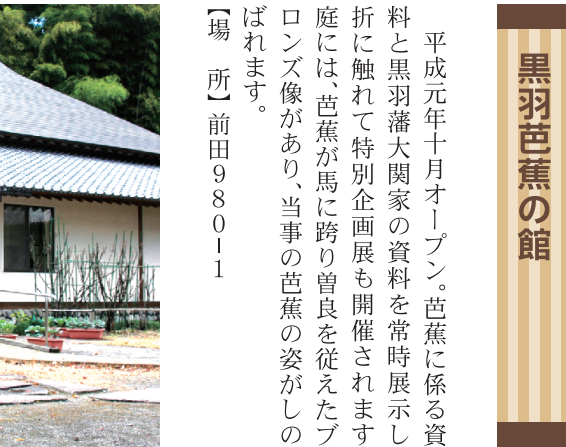 黒羽芭蕉の館
平成元年十月オープン。芭蕉に係る資
料と黒羽藩大関家の資料を常時展示し
折に触れて特別企画展も開催されます
庭には、芭蕉が馬に跨り曽良を従えたブ
ロンズ像があり、当事の芭蕉の姿がしの
ばれます。
【場　所】前田980-1